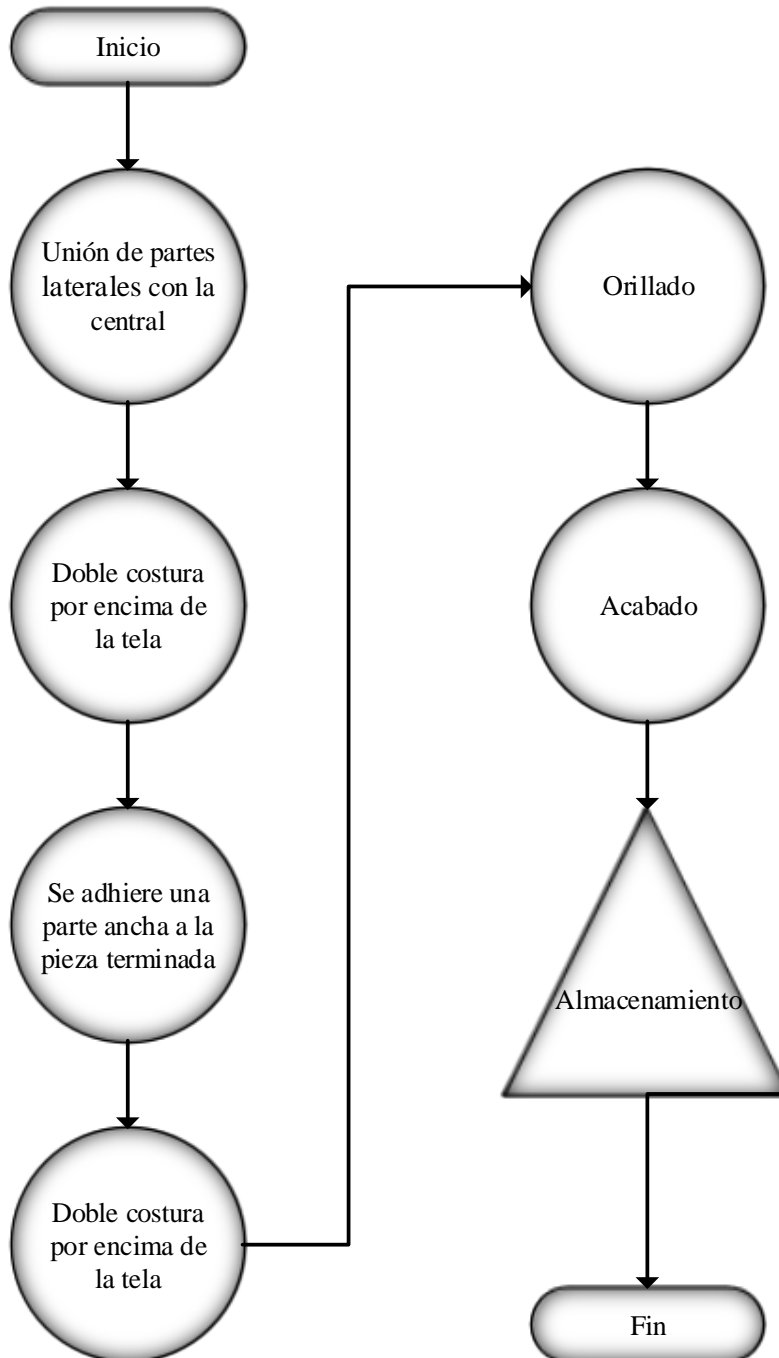 Inicio
Unión de partes
laterales con la
central
Doble costura
por encima de
la tela
Se adhiere una
parte ancha a la
pieza terminada
Doble costura
por encima de
la tela
Orillado
Acabado
Almacenamiento
Fin